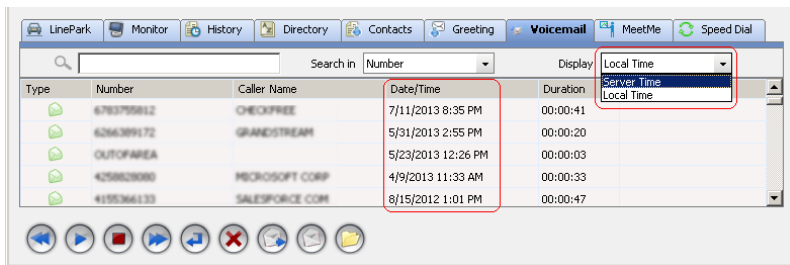 LinePark Monitor History Directory Contacts Greeting Voicemail MeetMe Speed Dial
Search in Number Display Local Time
Server Time
Local Time
Type Number Caller Name Date/Time Duration
6783755812 CHECKFREE 7/11/2013 8:35 PM 00:00:41
6266389172 GRANDSTREAM 5/31/2013 2:55 PM 00:00:20
OUTOFAREA 5/23/2013 12:26 PM 00:00:03
MICROSOFT CORP 4/9/2013 11:33 AM 00:00:33
4155366133 SALESFORCE COM 8/15/2012 1:01 PM 00:00:47